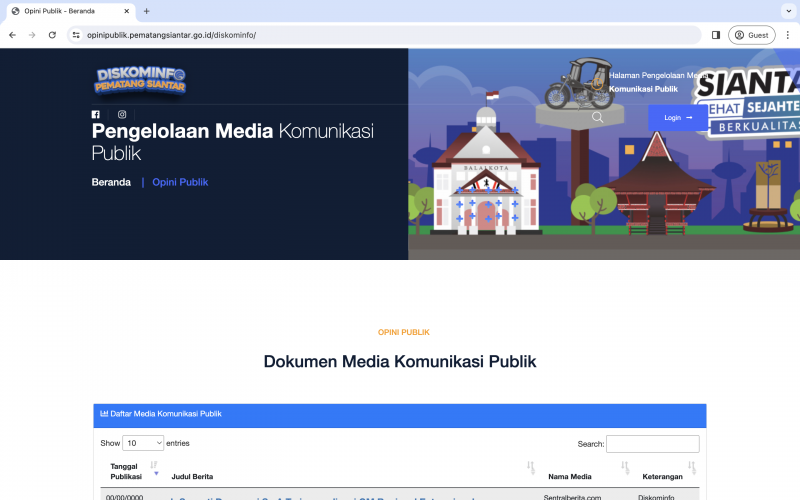 Opini Publik - Beranda
opinipublik.pematangsiantar.go.id/diskominfo/
Guest
DISKOMINFO
PEMATANG SIANTAR
Halaman Pengelolaan Media
Komunikasi Publik
SIANTA
EHAT SEJAHTE
BERKUALITAS
Login
Pengelolaan Media Komunikasi
Publik
Beranda | Opini Publik
BALAIKOTA
OPINI PUBLIK
Dokumen Media Komunikasi Publik
Daftar Media Komunikasi Publik
Show 10 entries
Search:
Tanggal
Publikasi
Judul Berita
Nama Media
Keterangan
00/00/0000
Sentralberita.com
Diskominfo